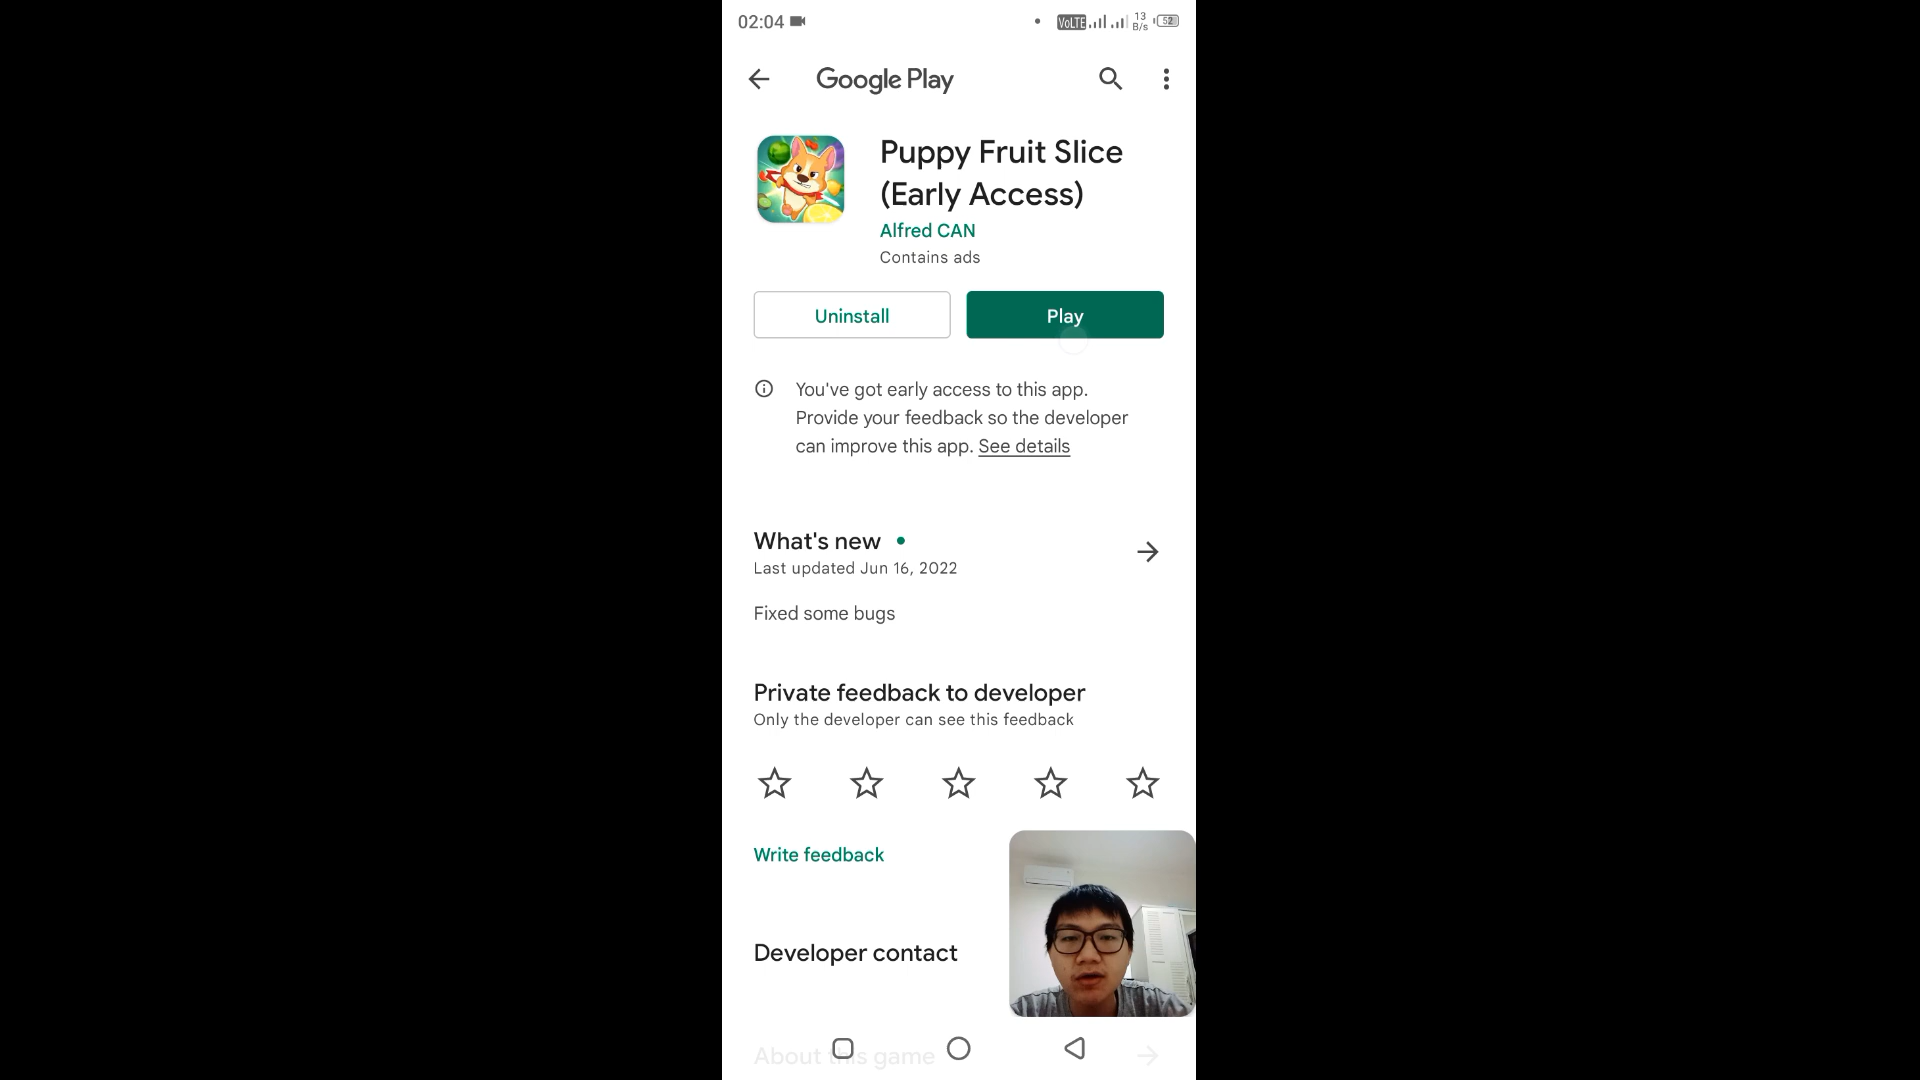 02:04
VoLTE
13
B/s
52
Google Play
Puppy Fruit Slice
(Early Access)
Alfred CAN
Contains ads
Uninstall
Play
You've got early access to this app.
Provide your feedback so the developer
can improve this app. See details
What's new
Last updated Jun 16, 2022
Fixed some bugs
Private feedback to developer
Only the developer can see this feedback
Write feedback
Developer contact
About this game